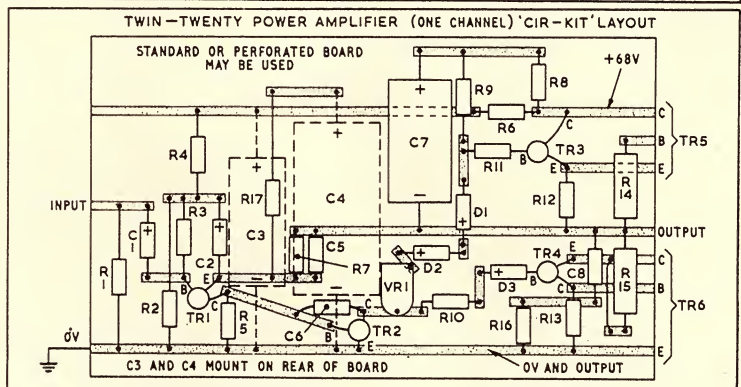 TWIN-TWENTY POWER AMPLIFIER (ONE CHANNEL) 'CIR-KIT' LAYOUT
STANDARD OR PERFORATED BOARD
MAY BE USED
+68V
R9
R8
C7
R6
C
C
TR5
B
E
R4
TR3
R11
B
E
R12
R14
R17
C3
C4
INPUT
R3
C1
C2
D1
OUTPUT
C5
R7
D2
TR4
E
C8
R15
C
B
E
TR6
R1
R2
B
E
TR1
C
R5
VR1
C
C6
B
TR2
E
R10
D3
B
C
R16
R13
0V
C3 AND C4 MOUNT ON REAR OF BOARD
0V AND OUTPUT